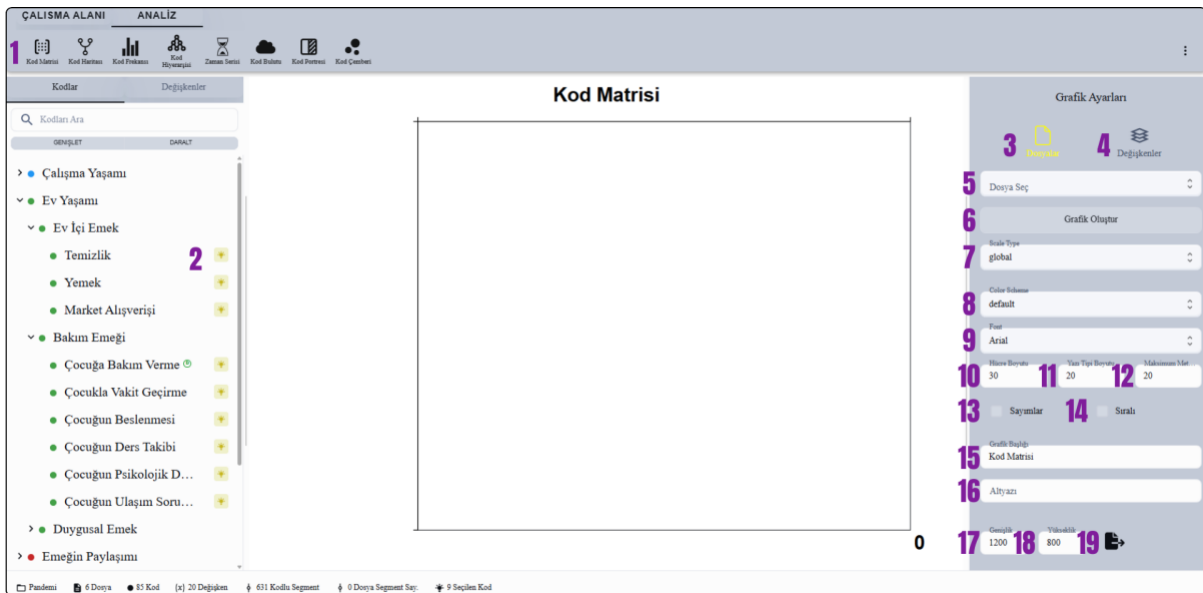 ÇALISMA ALANI ANALİZ
1 Kod Matrisi Kod Haritası Kod Frekansı Kod Hiyerarşisi Zaman Serisi Kod Bulutu Kod Portresi Kod Çemberi
Kodlar Değişkenler
Kodları Ara
GENİŞLET DARALT
Çalışma Yaşamı
Ev Yaşamı
Ev İçi Emek
Temizlik 2
Yemek
Market Alışverişi
Bakım Emeği
Çocuğa Bakım Verme
Çocukla Vakit Geçirme
Çocuğun Beslenmesi
Çocuğun Ders Takibi
Çocuğun Psikolojik D...
Çocuğun Ulaşım Soru...
Duygusal Emek
Emeğin Paylaşımı
Kod Matrisi
0
Grafik Ayarları
3 Dosyalar 4 Değişkenler
5 Dosya Seç
6 Grafik Oluştur
Scale Type
7 global
Color Scheme
8 default
Font
9 Arial
Hücre Boyutu Yazı Tipi Boyutu Maksimum Met.
10 30 11 20 12 20
13 Sayımlar 14 Sıralı
Grafik Başlığı
15 Kod Matrisi
16 Altyazı
Genişlik Yükseklik
17 1200 18 800 19
Pandemi 6 Dosya 85 Kod {x} 20 Değişken 631 Kodlu Segment 0 Dosya Segment Say. 9 Seçilen Kod